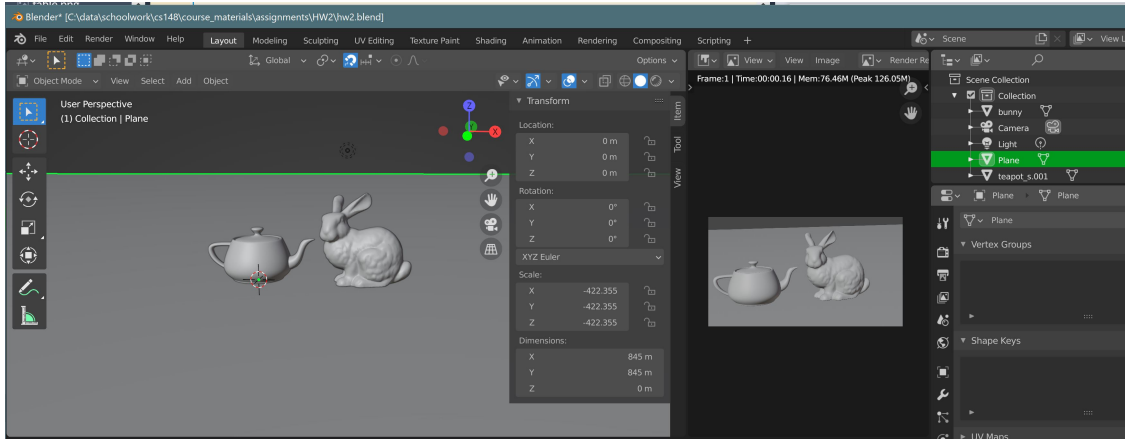 table.png
Blender* [C:\data\schoolwork\cs148\course_materials\assignments\HW2\hw2.blend]
File Edit Render Window Help Layout Modeling Sculpting UV Editing Texture Paint Shading Animation Rendering Compositing Scripting + Scene View L
Global Options View View Image Render Re
Object Mode View Select Add Object
Frame:1 | Time:00:00.16 | Mem:76.46M (Peak 126.05M)
User Perspective
(1) Collection | Plane
Z
Y
X
Transform
Location:
X 0 m
Y 0 m
Z 0 m
Rotation:
X 0°
Y 0°
Z 0°
XYZ Euler
Scale:
X -422.355
Y -422.355
Z -422.355
Dimensions:
X 845 m
Y 845 m
Z 0 m
Item
Tool
View
Scene Collection
Collection
bunny
Camera
Light
Plane
teapot_s.001
Plane Plane
Plane
Vertex Groups
Shape Keys
UV Maps